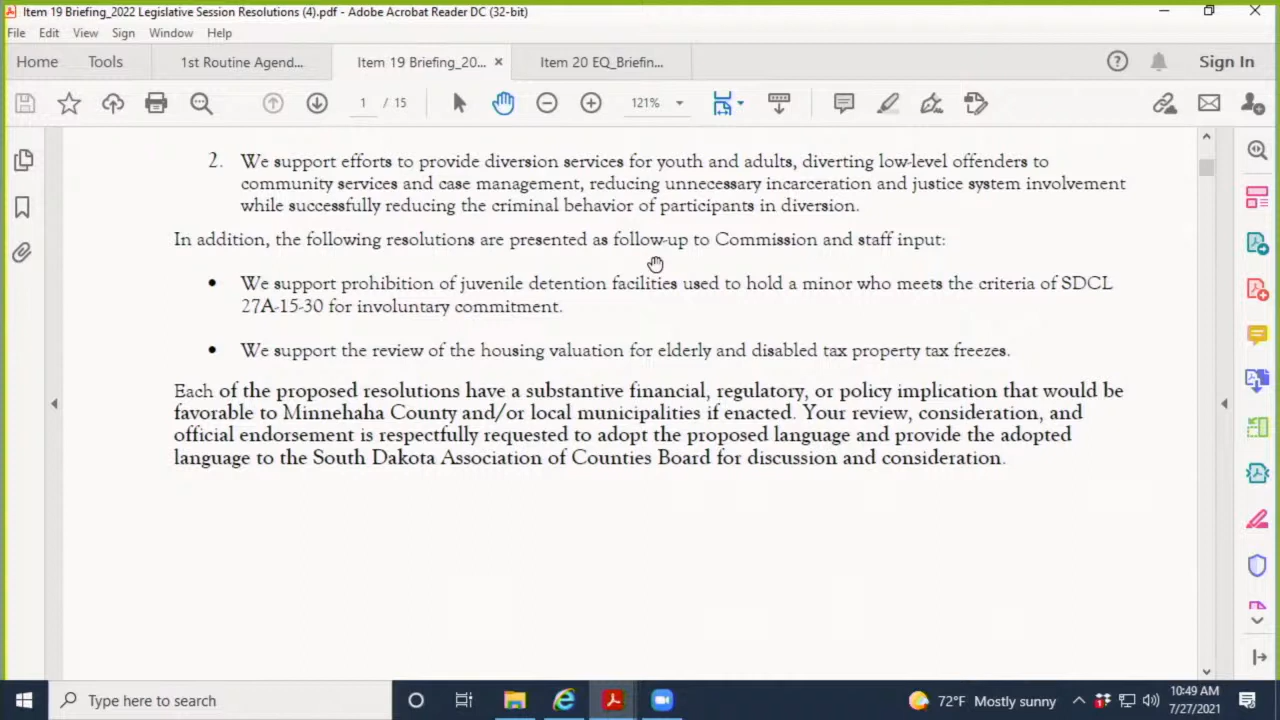 Item 19 Briefing_2022 Legislative Session Resolutions (4).pdf - Adobe Acrobat Reader DC (32-bit)
File Edit View Sign Window Help
Home Tools 1st Routine Agend... Item 19 Briefing_20... × Item 20 EQ_Briefin... Sign In
1 / 15 121%
2. We support efforts to provide diversion services for youth and adults, diverting low-level offenders to
community services and case management, reducing unnecessary incarceration and justice system involvement
while successfully reducing the criminal behavior of participants in diversion.
In addition, the following resolutions are presented as follow-up to Commission and staff input:
• We support prohibition of juvenile detention facilities used to hold a minor who meets the criteria of SDCL
27A-15-30 for involuntary commitment.
• We support the review of the housing valuation for elderly and disabled tax property tax freezes.
Each of the proposed resolutions have a substantive financial, regulatory, or policy implication that would be
favorable to Minnehaha County and/or local municipalities if enacted. Your review, consideration, and
official endorsement is respectfully requested to adopt the proposed language and provide the adopted
language to the South Dakota Association of Counties Board for discussion and consideration.
Type here to search 72°F Mostly sunny 10:49 AM
7/27/2021